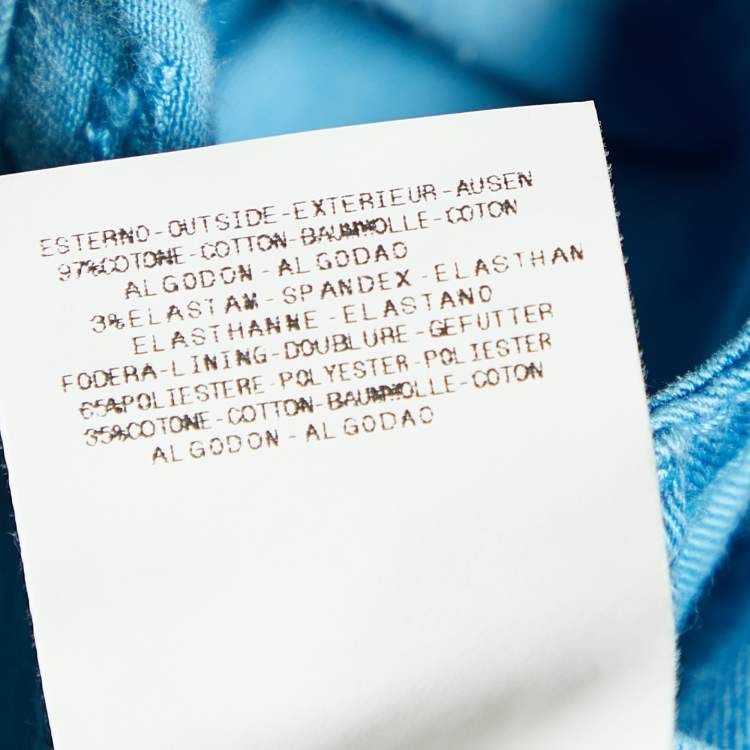 ESTERNO-OUTSIDE-EXTERIEUR-AUSEN
97%COTONE-COTTON-BAUMWOLLE-COTON
ALGODON-ALGODAO
3%ELASTAM-SPANDEX-ELASTHAN
ELASTHANNE-ELASTANO
FODERA-LINING-DOUBLURE-GEFUTTER
65%POLIESTERE-POLYESTER-POLIESTER
35%COTONE-COTTON-BAUMWOLLE-COTON
ALGODON-ALGODAO